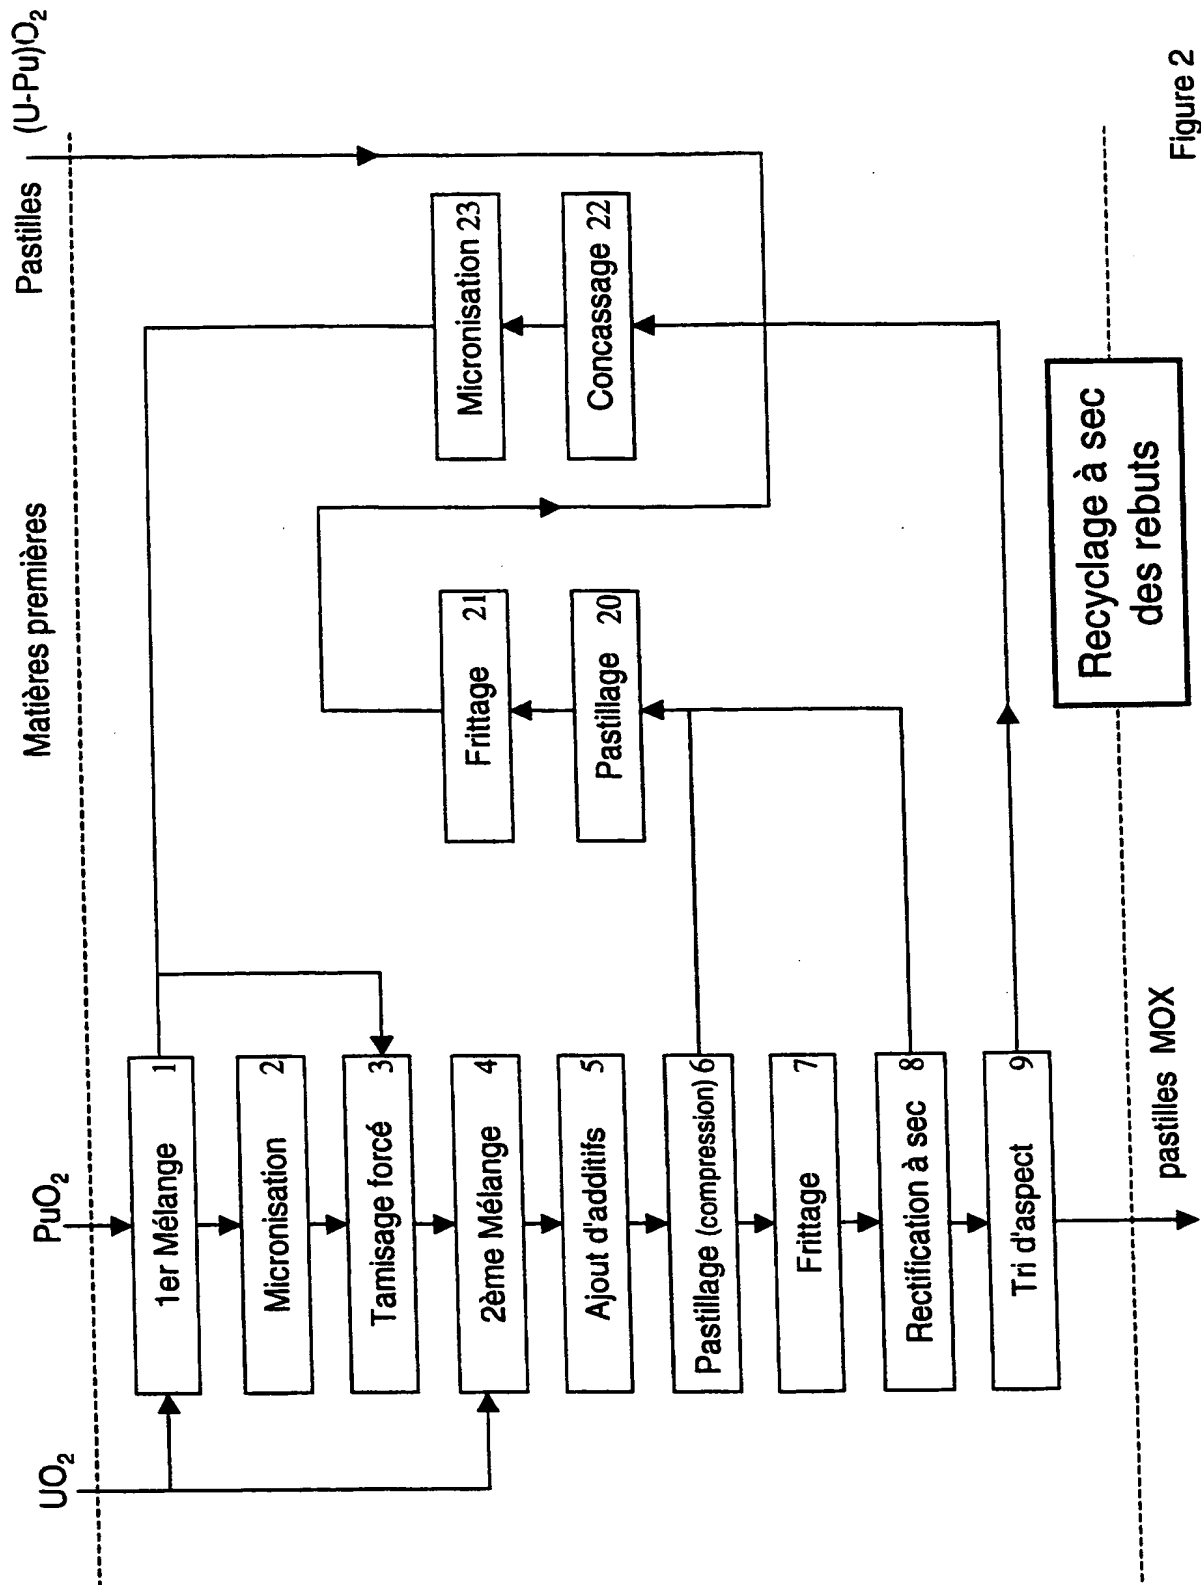 Matières premières
UO2
PuO2
Pastilles (U-Pu)O2
1er Mélange 1
Micronisation 2
Tamisage forcé 3
2ème Mélange 4
Ajout d'additifs 5
Pastillage (compression) 6
Frittage 7
Rectification à sec 8
Tri d'aspect 9
Frittage 21
Pastillage 20
Micronisation 23
Concassage 22
pastilles MOX
Recyclage à sec
des rebuts
Figure 2